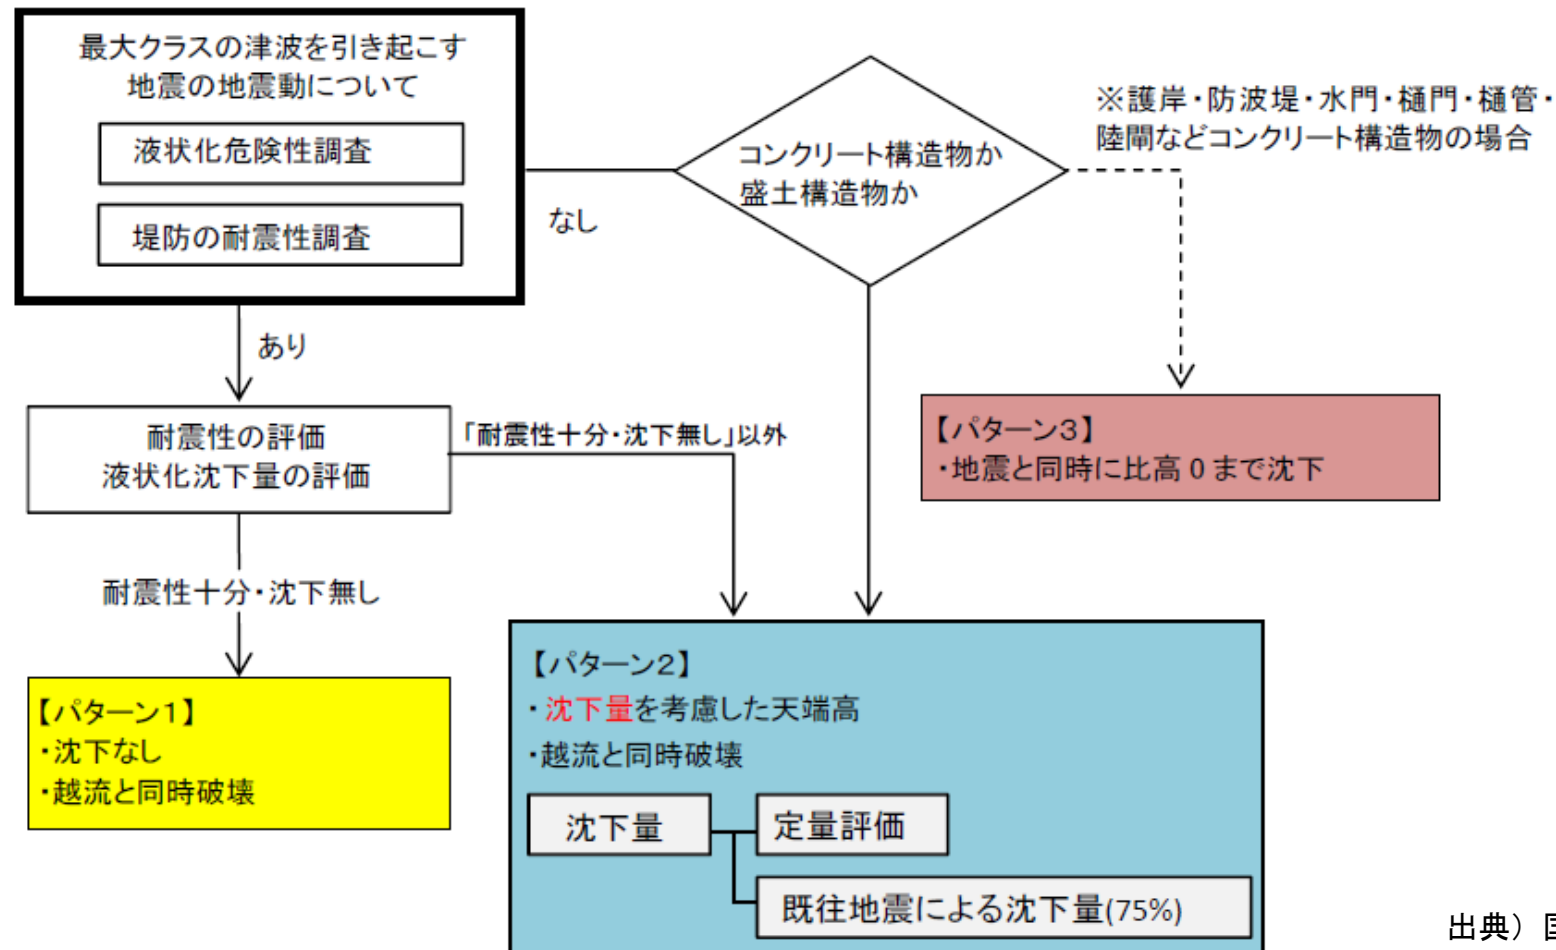 最大クラスの津波を引き起こす
地震の地震動について
液状化危険性調査
堤防の耐震性調査
なし
コンクリート構造物か
盛土構造物か
※護岸・防波堤・水門・樋門・樋管・
陸閘などコンクリート構造物の場合
あり
耐震性の評価
液状化沈下量の評価
「耐震性十分・沈下無し」以外
【パターン3】
・地震と同時に比高0まで沈下
耐震性十分・沈下無し
【パターン1】
・沈下なし
・越流と同時破壊
【パターン2】
・沈下量を考慮した天端高
・越流と同時破壊
沈下量
定量評価
既往地震による沈下量(75%)
出典）